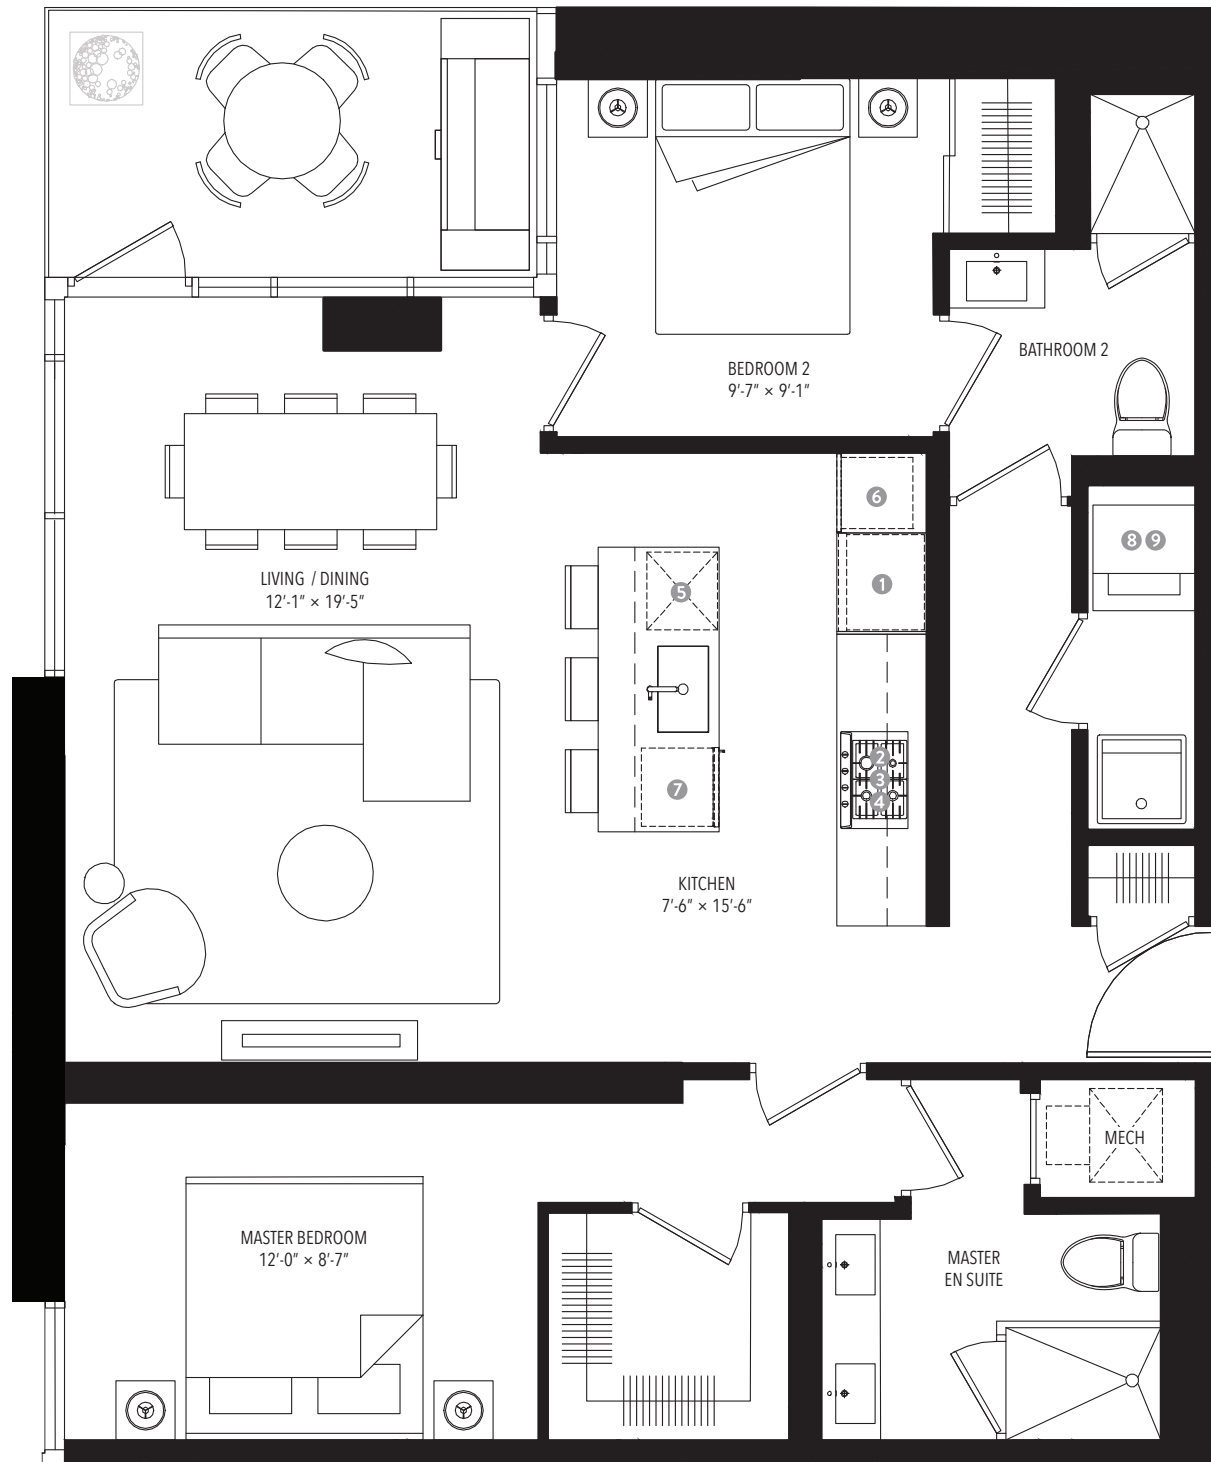 BEDROOM 2
9'-7" × 9'-1"
BATHROOM 2
6
8 9
1
5
LIVING / DINING
12'-1" × 19'-5"
2
3
4
7
KITCHEN
7'-6" × 15'-6"
MECH
MASTER BEDROOM
12'-0" × 8'-7"
MASTER
EN SUITE